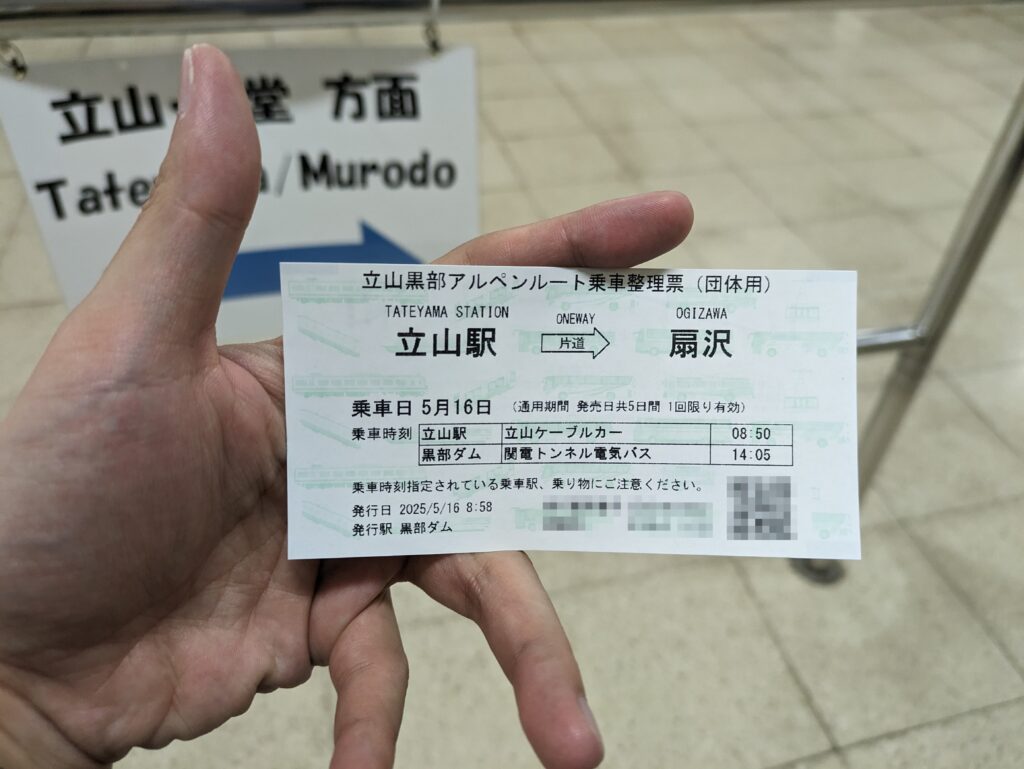 立山 堂 方面
/Murodo
立山黒部アルペンルート乗車整理票（団体用）
TATEYAMA STATION ONEWAY OGIZAWA
立山駅 片道 扇沢
乗車日 5月16日 （通用期間 発売日共5日間 1回限り有効）
乗車時刻 立山駅 立山ケーブルカー 08:50
黒部ダム 関電トンネル電気バス 14:05
乗車時刻指定されている乗車駅、乗り物にご注意ください。
発行日 2025/5/16 8:58
発行駅 黒部ダム